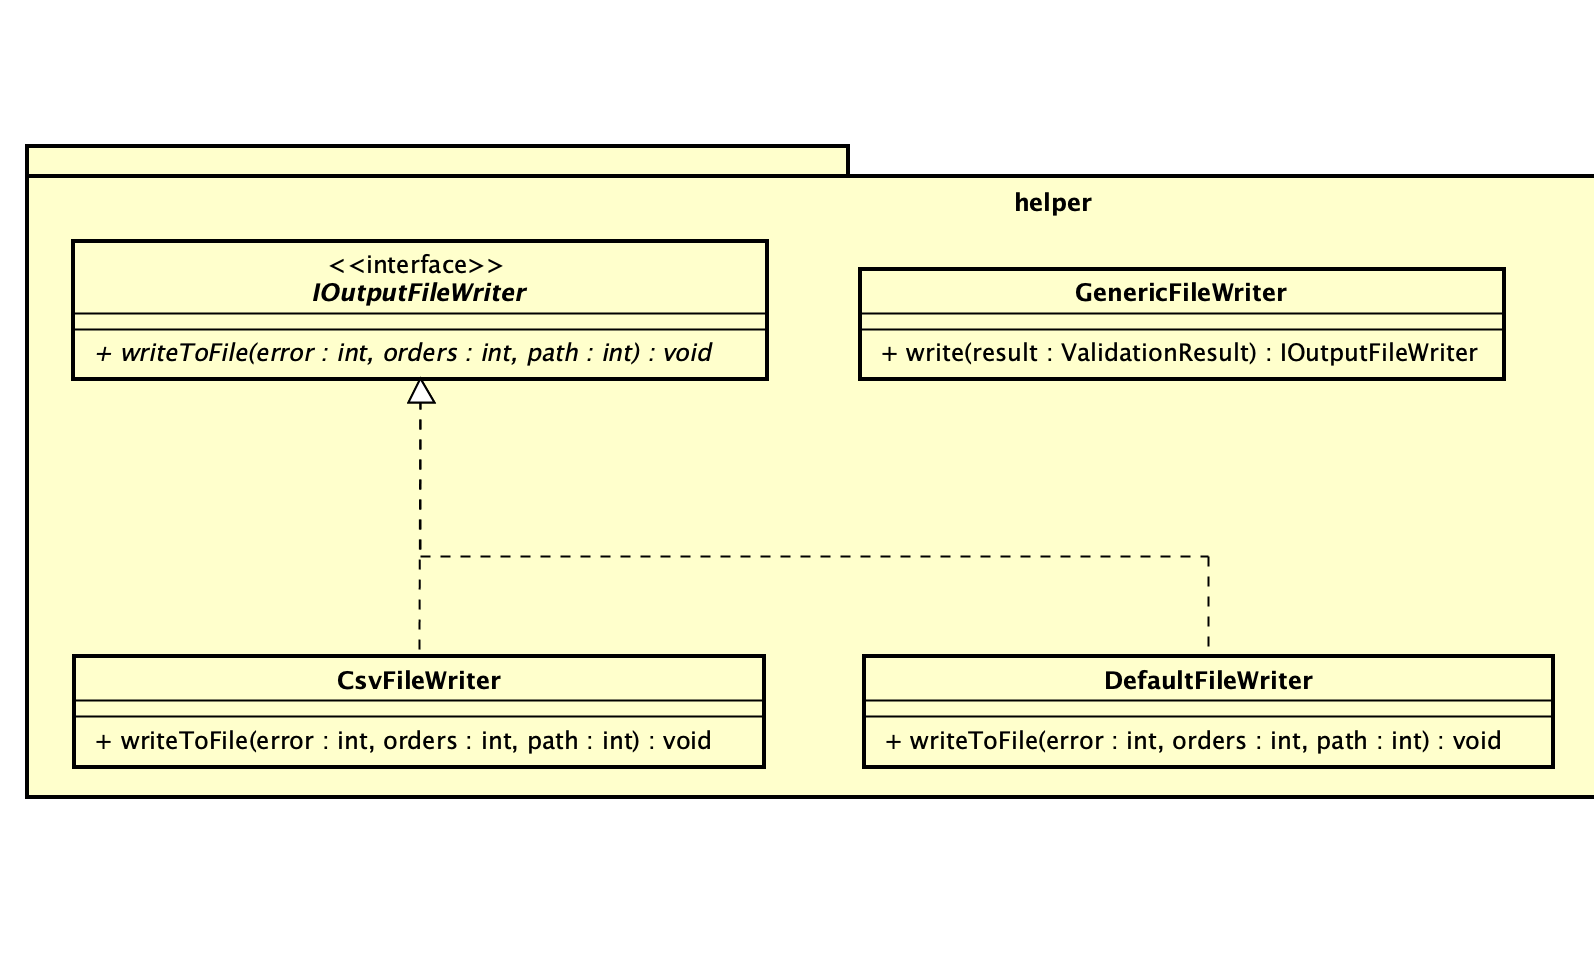 helper
<<interface>>
IOutputFileWriter
+ writeToFile(error : int, orders : int, path : int) : void
GenericFileWriter
+ write(result : ValidationResult) : IOutputFileWriter
CsvFileWriter
+ writeToFile(error : int, orders : int, path : int) : void
DefaultFileWriter
+ writeToFile(error : int, orders : int, path : int) : void